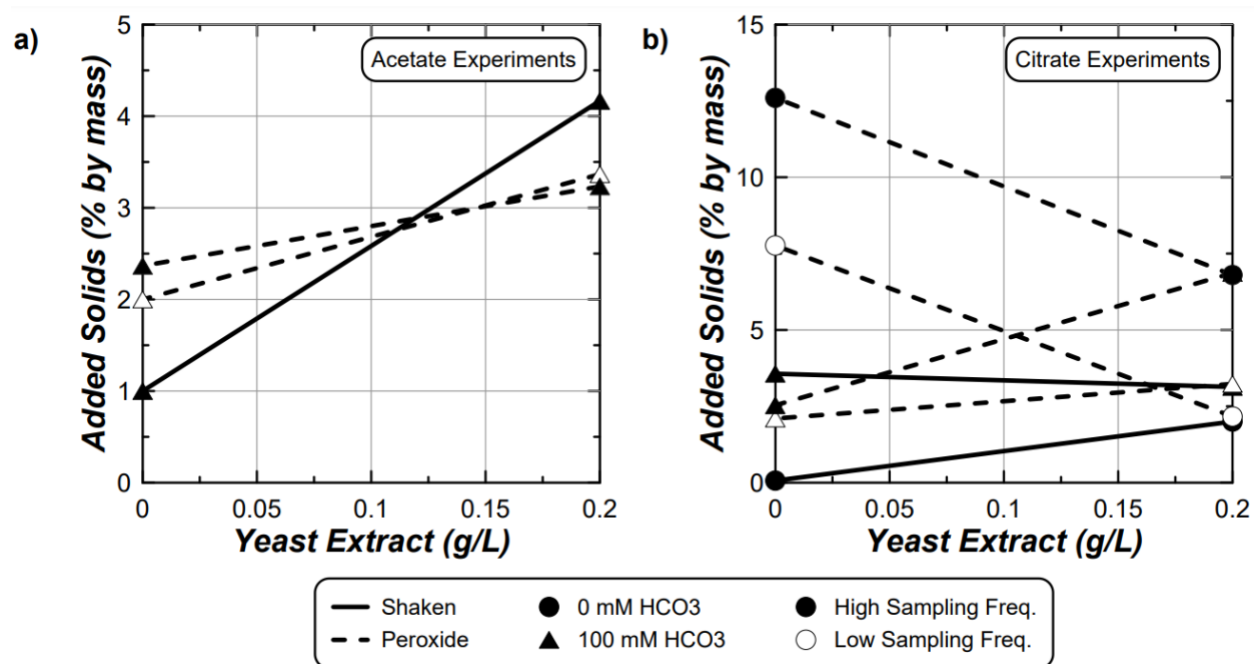 a)
Acetate Experiments
Added Solids (% by mass)
5
4
3
2
1
0
0 0.05 0.1 0.15 0.2
Yeast Extract (g/L)
b)
Citrate Experiments
Added Solids (% by mass)
15
10
5
0
0 0.05 0.1 0.15 0.2
Yeast Extract (g/L)
Shaken 0 mM HCO3 High Sampling Freq.
Peroxide 100 mM HCO3 Low Sampling Freq.